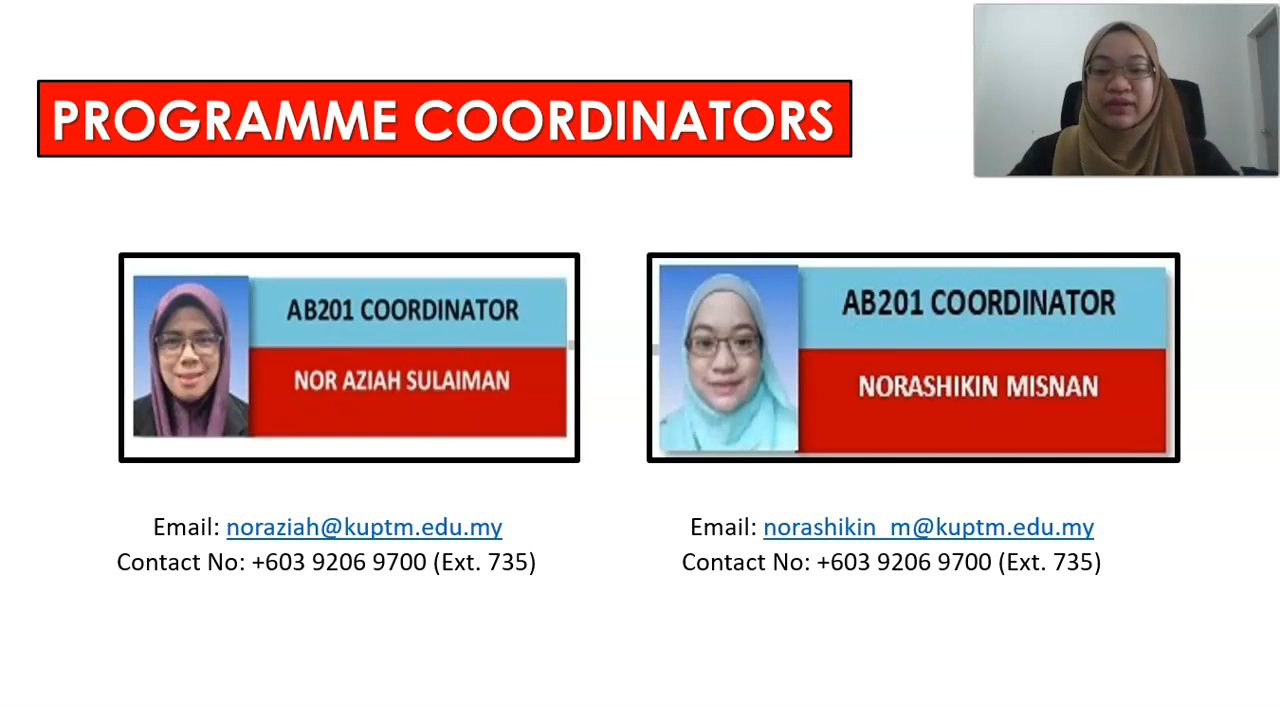 PROGRAMME COORDINATORS
AB201 COORDINATOR
NOR AZIAH SULAIMAN
Email: noraziah@kuptm.edu.my
Contact No: +603 9206 9700 (Ext. 735)
AB201 COORDINATOR
NORASHIKIN MISNAN
Email: norashikin_m@kuptm.edu.my
Contact No: +603 9206 9700 (Ext. 735)